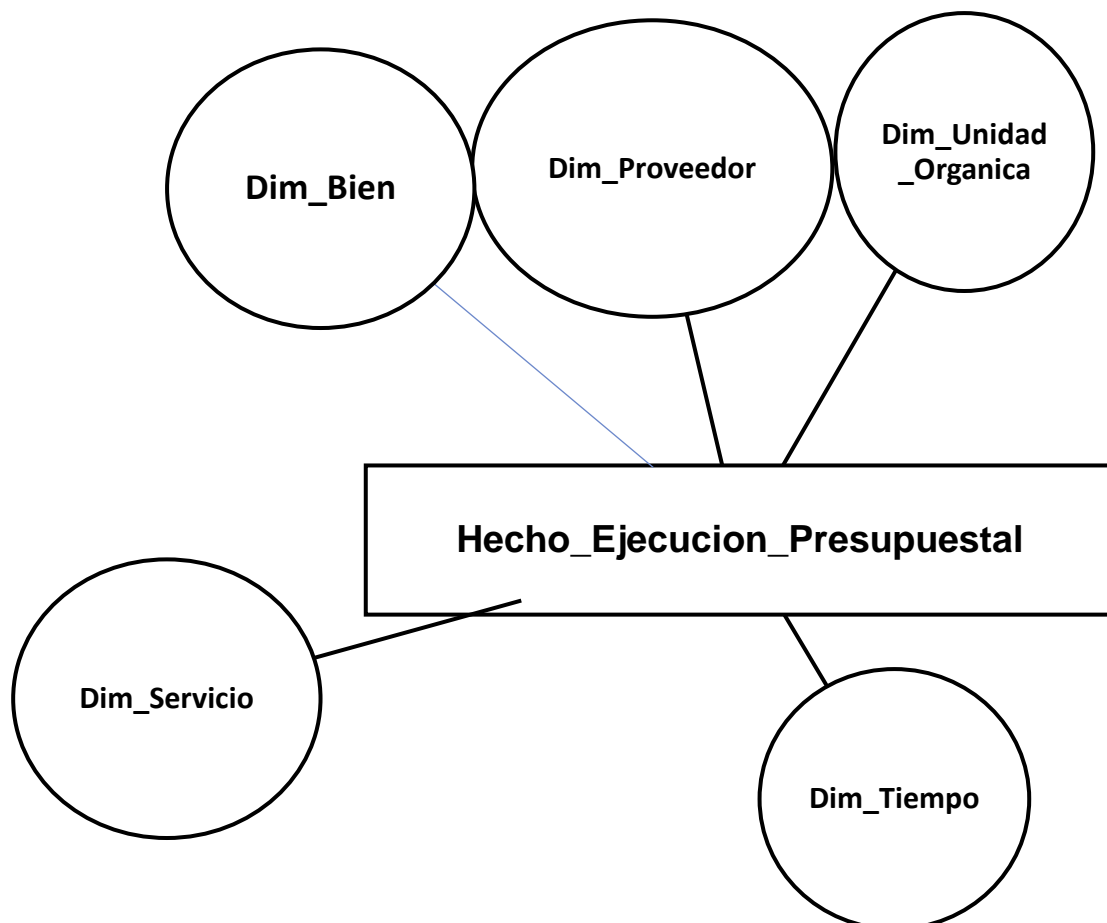 Dim_Bien
Dim_Proveedor
Dim_Unidad
_Organica
Hecho_Ejecucion_Presupuestal
Dim_Servicio
Dim_Tiempo